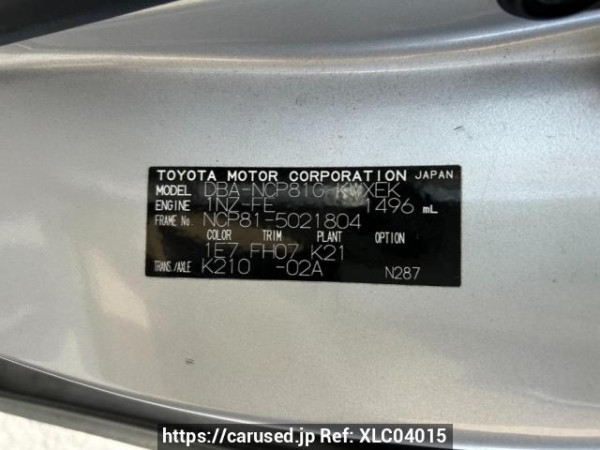 TOYOTA MOTOR CORPORATION JAPAN
MODEL DBA-NCP81G-KWXEK
ENGINE 1NZ-FE 1496 mL
FRAME No. NCP81-5021804
COLOR TRIM PLANT OPTION
1E7 FH07 K21
TRANS./AXLE K210 -02A N287
https://carused.jp Ref: XLC04015